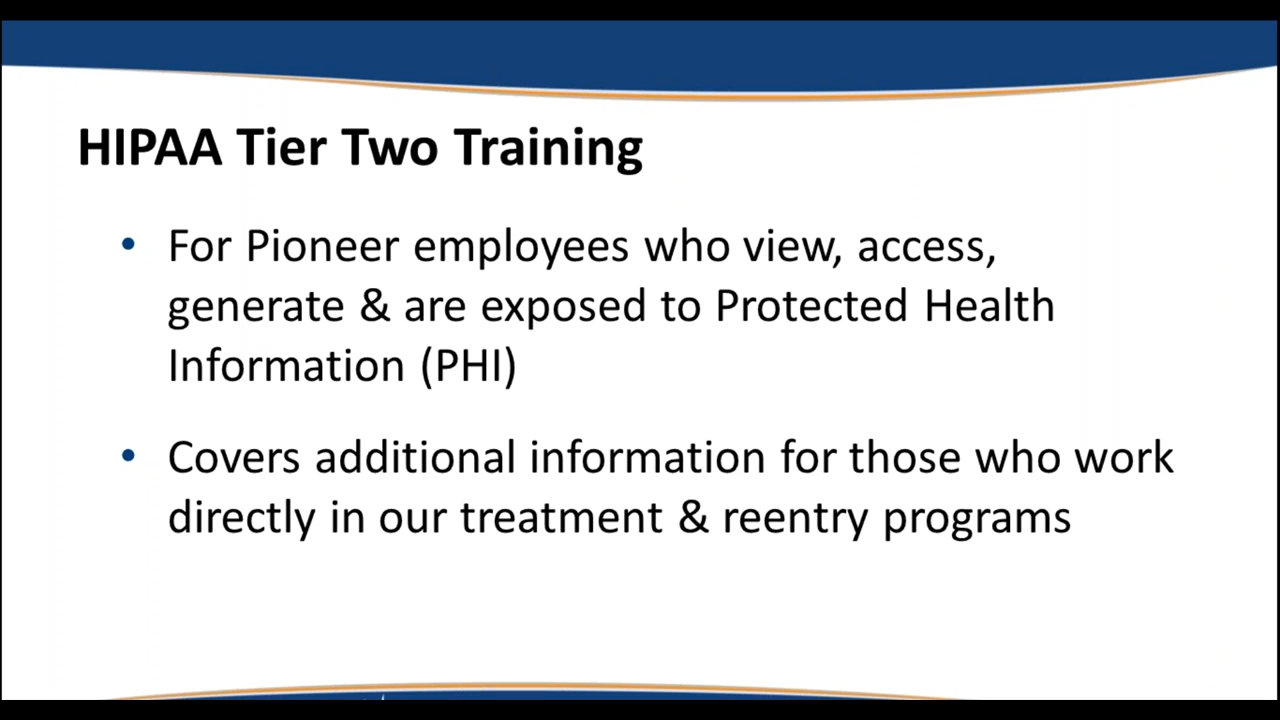 HIPAA Tier Two Training
• For Pioneer employees who view, access,
generate & are exposed to Protected Health
Information (PHI)
• Covers additional information for those who work
directly in our treatment & reentry programs